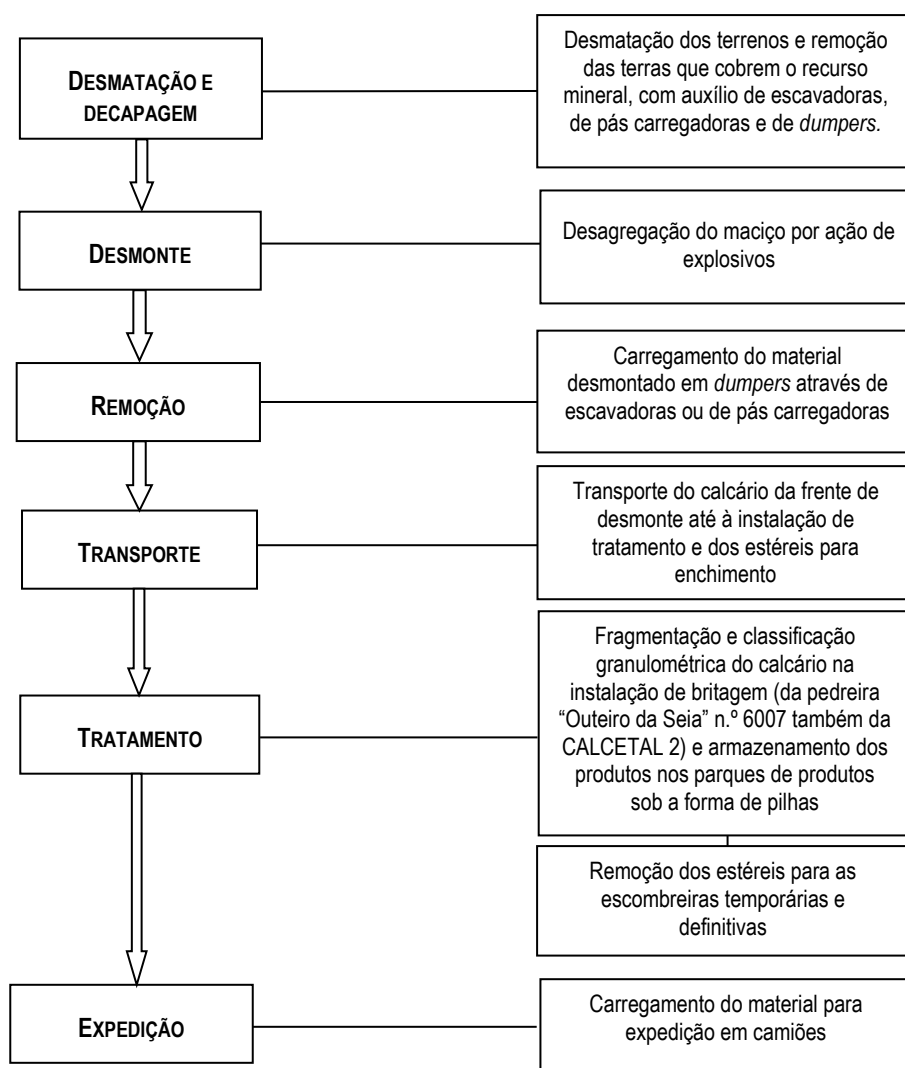 DESMATAÇÃO E
DECAPAGEM
Desmatação dos terrenos e remoção
das terras que cobrem o recurso
mineral, com auxílio de escavadoras,
de pás carregadoras e de dumpers.
DESMONTE
Desagregação do maciço por ação de
explosivos
REMOÇÃO
Carregamento do material
desmontado em dumpers através de
escavadoras ou de pás carregadoras
TRANSPORTE
Transporte do calcário da frente de
desmonte até à instalação de
tratamento e dos estéreis para
enchimento
TRATAMENTO
Fragmentação e classificação
granulométrica do calcário na
instalação de britagem (da pedreira
“Outeiro da Seia” n.º 6007 também da
CALCETAL 2) e armazenamento dos
produtos nos parques de produtos
sob a forma de pilhas
Remoção dos estéreis para as
escombreiras temporárias e
definitivas
EXPEDIÇÃO
Carregamento do material para
expedição em camiões